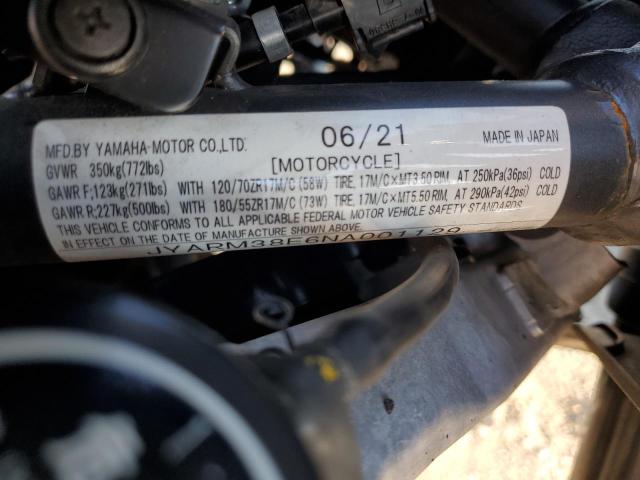 MFD.BY YAMAHA MOTOR CO.,LTD. 06/21 MADE IN JAPAN
GVWR 350kg(772lbs) [MOTORCYCLE]
GAWR F;123kg(271lbs) WITH 120/70ZR17M/C (58W) TIRE, 17M/C x MT3.50 RIM, AT 250kPa(36psi) COLD
GAWR R;227kg(500lbs) WITH 180/55ZR17M/C (73W) TIRE, 17M/C x MT5.50 RIM, AT 290kPa(42psi) COLD
THIS VEHICLE CONFORMS TO ALL APPLICABLE FEDERAL MOTOR VEHICLE SAFETY STANDARDS
IN EFFECT ON THE DATE OF MANUFACTURE SHOWN ABOVE.
JYARM38E6NA001129